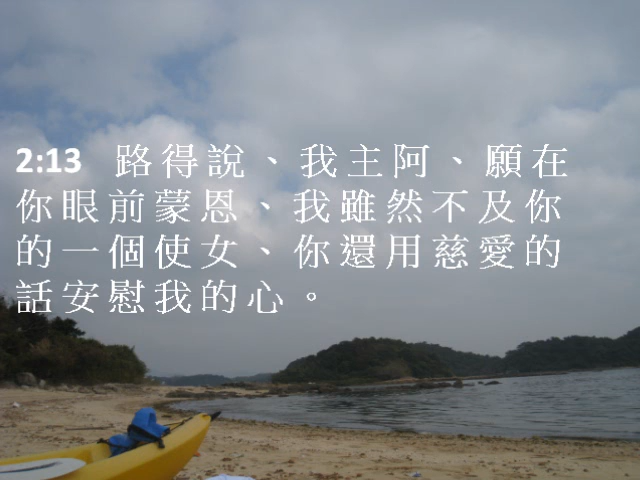 2:13 路得說、我主阿、願在
你眼前蒙恩、我雖然不及你
的一個使女、你還用慈愛的
話安慰我的心。